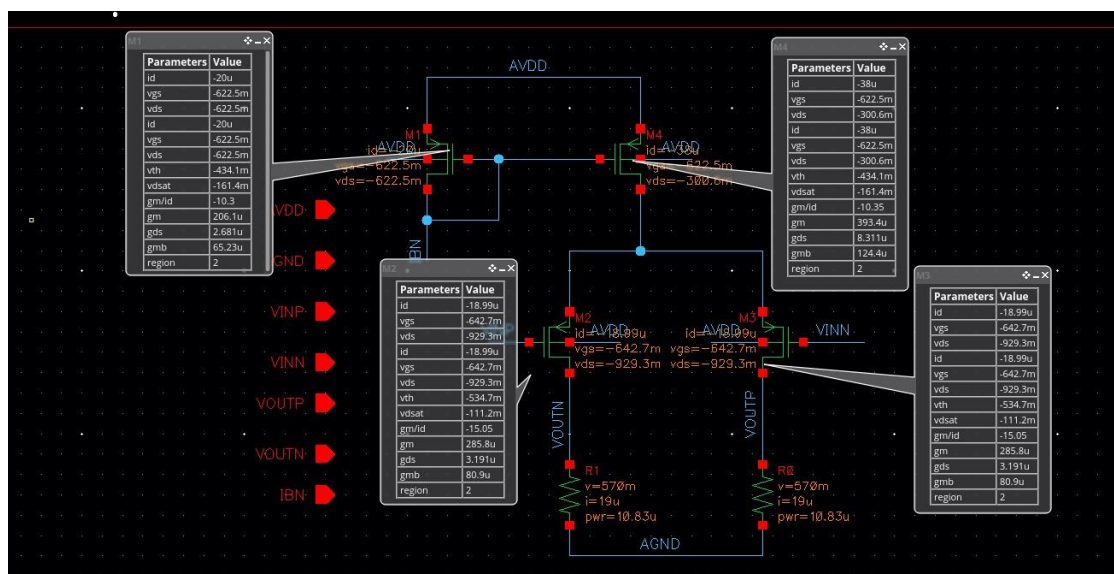 M1
Parameters Value
id -20u
vgs -622.5m
vds -622.5m
id -20u
vgs -622.5m
vds -622.5m
vth -434.1m
vdsat -161.4m
gm/id -10.3
gm 206.1u
gds 2.681u
gmb 65.23u
region 2
AVDD
M1
AVDD
vgs=-622.5m
vds=-622.5m
M4
AVDD
vds=-300.6m
M4
Parameters Value
id -38u
vgs -622.5m
vds -300.6m
id -38u
vgs -622.5m
vds -300.6m
vth -434.1m
vdsat -161.4m
gm/id -10.35
gm 393.4u
gds 8.311u
gmb 124.4u
region 2
AVDD
GND
VINP
VINN
VOUTP
VOUTN
IBN
IBN
M2
Parameters Value
id -18.99u
vgs -642.7m
vds -929.3m
id -18.99u
vgs -642.7m
vds -929.3m
vth -534.7m
vdsat -111.2m
gm/id -15.05
gm 285.8u
gds 3.191u
gmb 80.9u
region 2
M2
AVDD
id=-18.99u
vgs=-642.7m
vds=-929.3m
M3
AVDD
vgs=-642.7m
vds=-929.3m
VINN
M3
Parameters Value
id -18.99u
vgs -642.7m
vds -929.3m
id -18.99u
vgs -642.7m
vds -929.3m
vth -534.7m
vdsat -111.2m
gm/id -15.05
gm 285.8u
gds 3.191u
gmb 80.9u
region 2
VOUTN
VOUTP
R1
v=570m
i=19u
pwr=10.83u
R0
v=570m
i=19u
pwr=10.83u
AGND